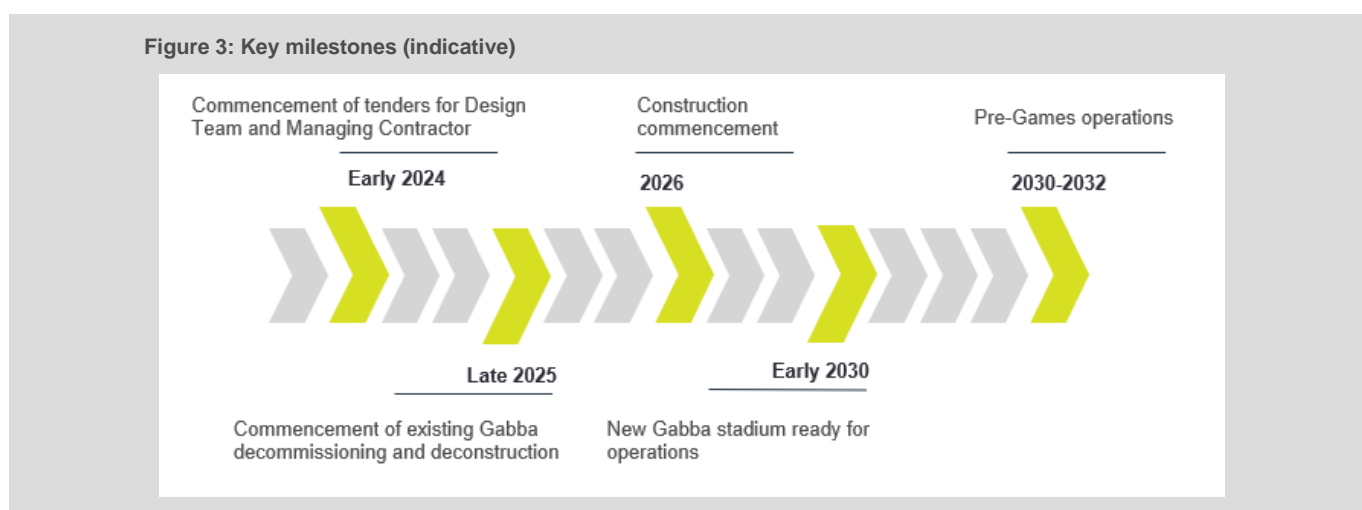 Figure 3: Key milestones (indicative)
Commencement of tenders for Design
Team and Managing Contractor
Early 2024
Construction
commencement
2026
Pre-Games operations
2030-2032
Late 2025
Commencement of existing Gabba
decommissioning and deconstruction
Early 2030
New Gabba stadium ready for
operations